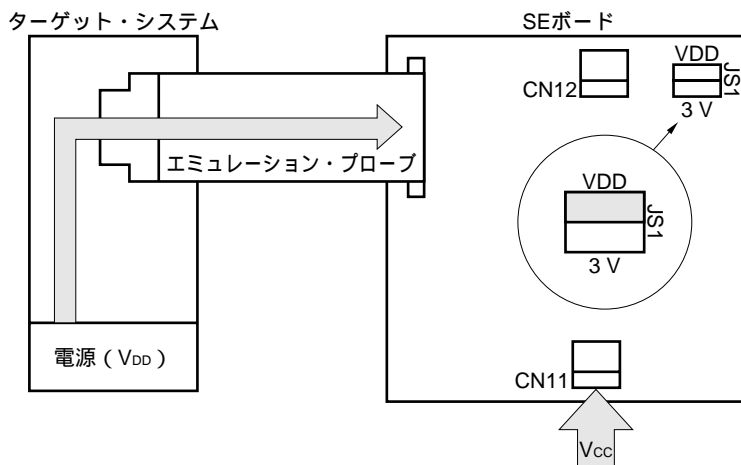 ターゲット・システム
SEボード
VDD
JS1
3 V
CN12
エミュレーション・プローブ
VDD
JS1
3 V
電源（VDD）
CN11
VCC